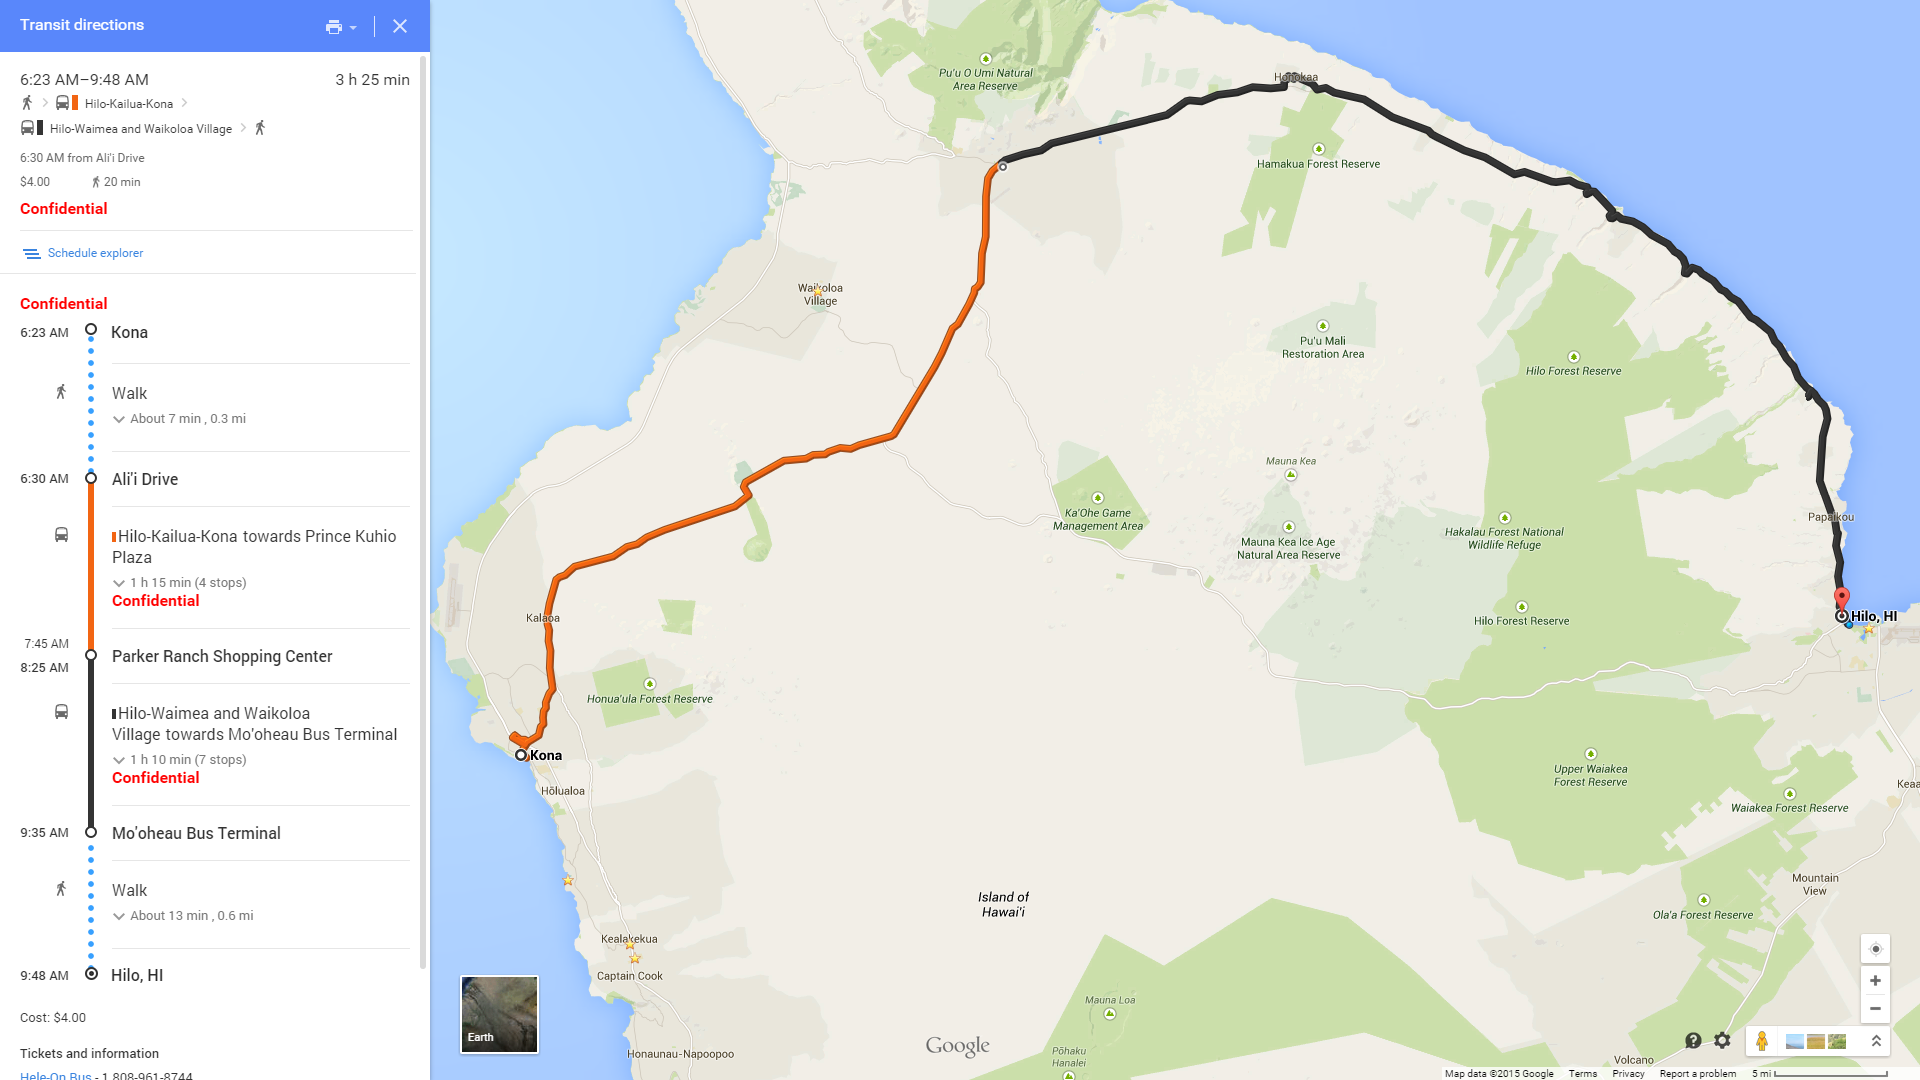 Transit directions
6:23 AM–9:48 AM
3 h 25 min
Hilo-Kailua-Kona
Hilo-Waimea and Waikoloa Village
6:30 AM from Ali'i Drive
$4.00
20 min
Confidential
Schedule explorer
Confidential
6:23 AM
Kona
Walk
About 7 min , 0.3 mi
6:30 AM
Ali'i Drive
Hilo-Kailua-Kona towards Prince Kuhio
Plaza
1 h 15 min (4 stops)
Confidential
7:45 AM
8:25 AM
Parker Ranch Shopping Center
Hilo-Waimea and Waikoloa
Village towards Mo'oheau Bus Terminal
1 h 10 min (7 stops)
Confidential
9:35 AM
Mo'oheau Bus Terminal
Walk
About 13 min , 0.6 mi
9:48 AM
Hilo, HI
Cost: $4.00
Tickets and information
Hele-On Bus - 1 808-961-8744
Pu'u O Umi Natural
Area Reserve
Honokaa
Hamakua Forest Reserve
Waikoloa
Village
Pu'u Mali
Restoration Area
Hilo Forest Reserve
Mauna Kea
Ka'Ohe Game
Management Area
Mauna Kea Ice Age
Natural Area Reserve
Hakalau Forest National
Wildlife Refuge
Papaikou
Hilo, HI
Kalaoa
Hilo Forest Reserve
Honua'ula Forest Reserve
Kona
Hōlualoa
Upper Waiakea
Forest Reserve
Keaa
Waiakea Forest Reserve
Mountain
View
Island of
Hawai'i
Ola'a Forest Reserve
Kealakekua
Captain Cook
Mauna Loa
Earth
Google
Honaunau-Napoopoo
Pōhaku
Hanalei
Volcano
Map data ©2015 Google
Terms
Privacy
Report a problem
5 mi